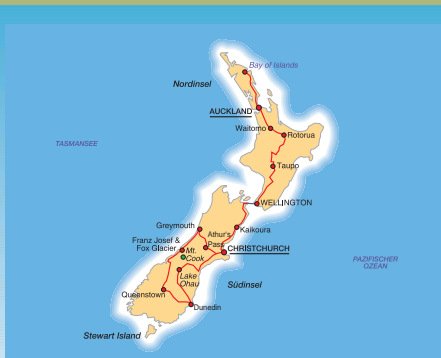 Bay of Islands
Nordinsel
AUCKLAND
Waitomo
Rotorua
TASMANSEE
Taupo
WELLINGTON
Greymouth
Kaikoura
Athur's
Pass
Franz Josef &
Fox Glacier
Mt.
Cook
CHRISTCHURCH
PAZIFISCHER
OZEAN
Lake
Ohau
Südinsel
Queenstown
Dunedin
Stewart Island